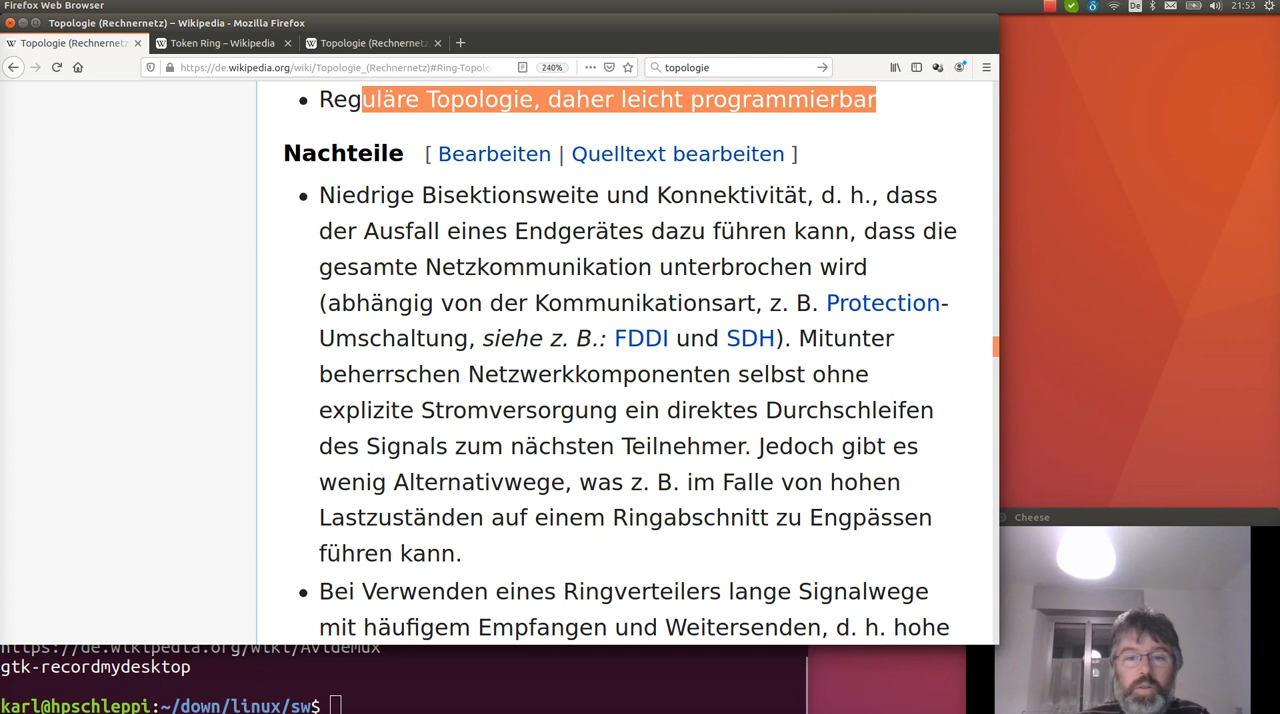 Firefox Web Browser
De
21:53
Topologie (Rechnernetz) – Wikipedia - Mozilla Firefox
Topologie (Rechnernetz
Token Ring – Wikipedia
Topologie (Rechnernetz
https://de.wikipedia.org/wiki/Topologie_(Rechnernetz)#Ring-Topolo
240%
topologie
Reguläre Topologie, daher leicht programmierbar
Nachteile [ Bearbeiten | Quelltext bearbeiten ]
Niedrige Bisektionsweite und Konnektivität, d. h., dass
der Ausfall eines Endgerätes dazu führen kann, dass die
gesamte Netzkommunikation unterbrochen wird
(abhängig von der Kommunikationsart, z. B. Protection-
Umschaltung, siehe z. B.: FDDI und SDH). Mitunter
beherrschen Netzwerkkomponenten selbst ohne
explizite Stromversorgung ein direktes Durchschleifen
des Signals zum nächsten Teilnehmer. Jedoch gibt es
wenig Alternativwege, was z. B. im Falle von hohen
Lastzuständen auf einem Ringabschnitt zu Engpässen
führen kann.
Bei Verwenden eines Ringverteilers lange Signalwege
mit häufigem Empfangen und Weitersenden, d. h. hohe
Cheese
https://de.wikipedia.org/wiki/Avidemux
gtk-recordmydesktop
karl@hpschleppi:~/down/linux/sw$